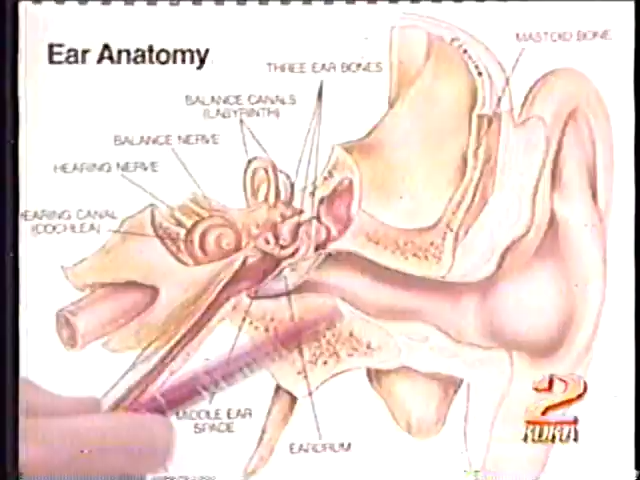 Ear Anatomy
MASTOID BONE
THREE EAR BONES
BALANCE CANALS
(LABYRINTH)
BALANCE NERVE
HEARING NERVE
HEARING CANAL
(COCHLEA)
MIDDLE EAR
SPACE
EARDRUM
2
KDKA